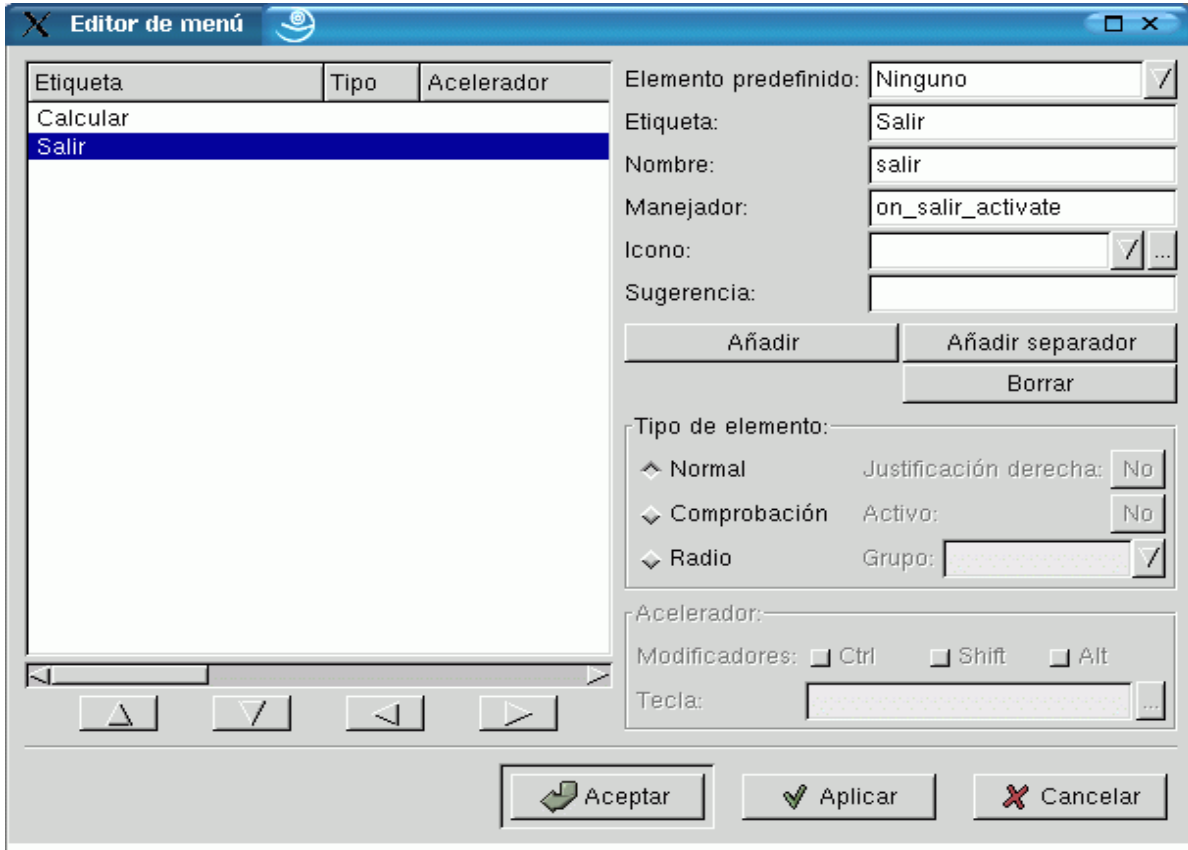 Editor de menú
Etiqueta Tipo Acelerador
Calcular
Salir
Elemento predefinido: Ninguno
Etiqueta: Salir
Nombre: salir
Manejador: on_salir_activate
Icono: ...
Sugerencia:
Añadir Añadir separador
Borrar
Tipo de elemento:
Normal Justificación derecha: No
Comprobación Activo: No
Radio Grupo:
Acelerador:
Modificadores: Ctrl Shift Alt
Tecla: ...
Aceptar Aplicar Cancelar